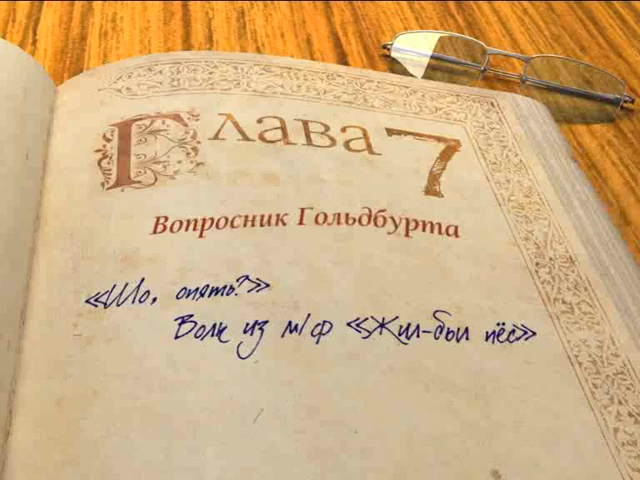 Глава 7
Вопросник Гольдбурта
«Шо, опять?»
Волк из м/ф «Жил-был пёс»